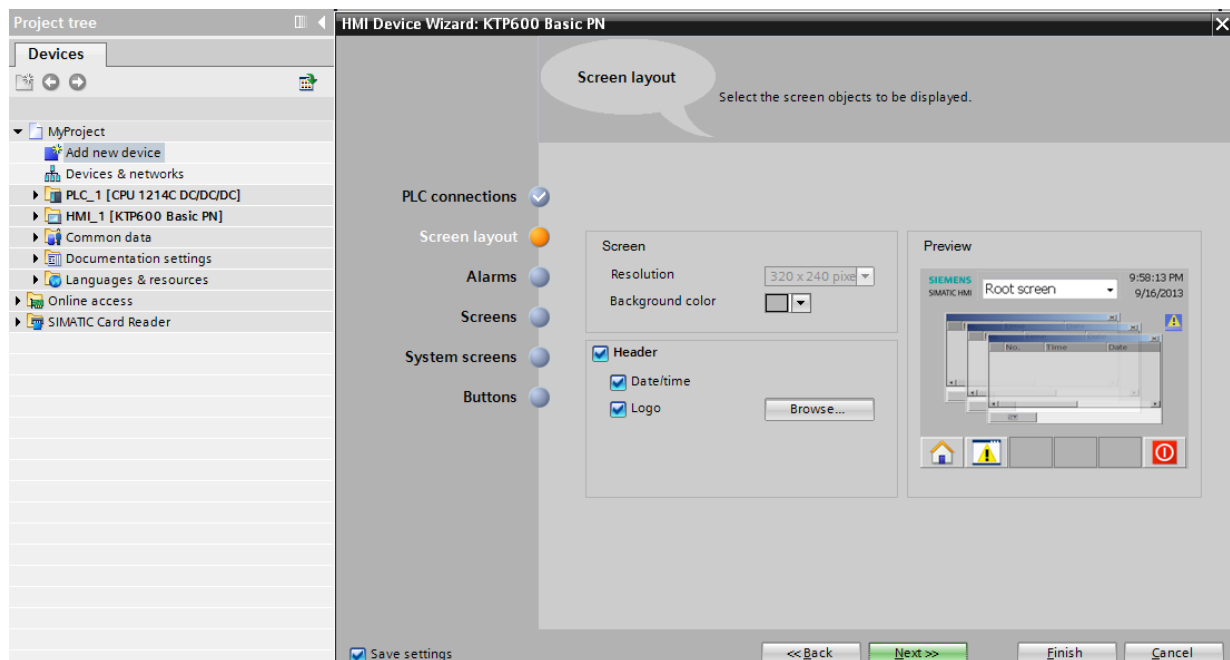 Project tree
Devices
MyProject
Add new device
Devices & networks
PLC_1 [CPU 1214C DC/DC/DC]
HMI_1 [KTP600 Basic PN]
Common data
Documentation settings
Languages & resources
Online access
SIMATIC Card Reader
HMI Device Wizard: KTP600 Basic PN
Screen layout
Select the screen objects to be displayed.
PLC connections
Screen layout
Alarms
Screens
System screens
Buttons
Screen
Resolution
320 x 240 pixe
Background color
Header
Date/time
Logo
Browse...
Preview
SIEMENS
SIMATIC HMI
Root screen
9:58:13 PM
9/16/2013
No. Time Date
Save settings
<< Back
Next >>
Finish
Cancel